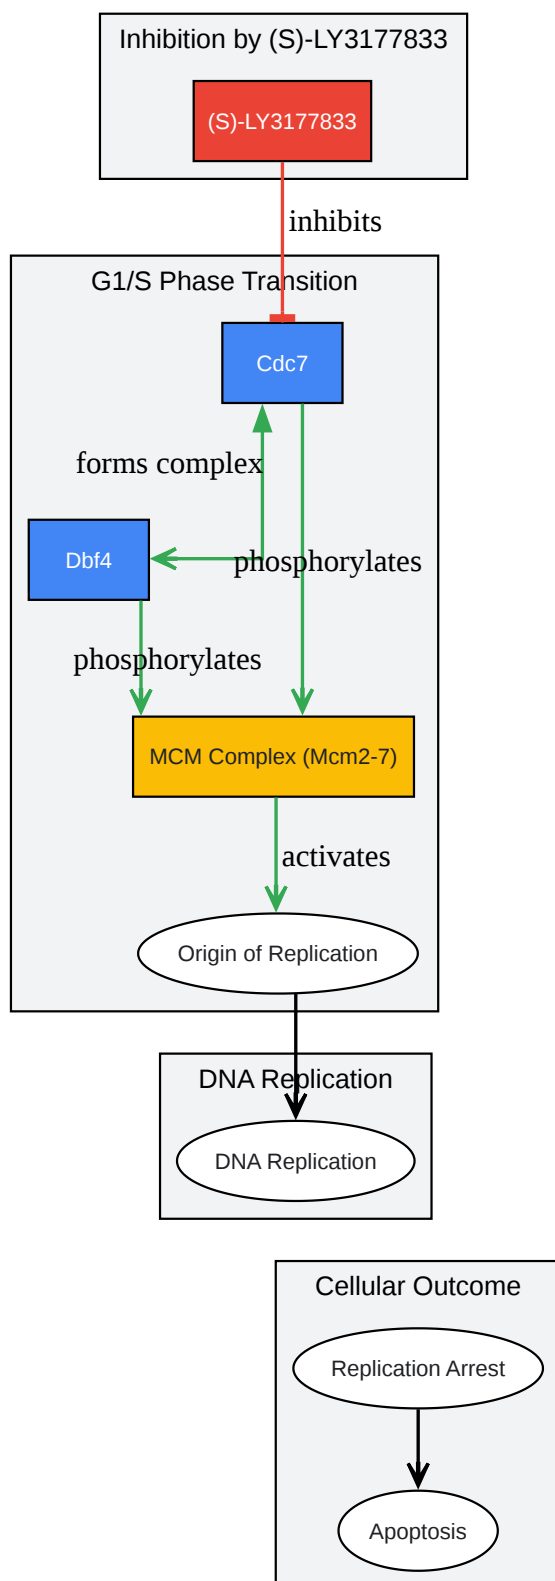 Inhibition by (S)-LY3177833
(S)-LY3177833
inhibits
G1/S Phase Transition
Cdc7
forms complex
Dbf4
phosphorylates
phosphorylates
MCM Complex (Mcm2-7)
activates
Origin of Replication
DNA Replication
DNA Replication
Cellular Outcome
Replication Arrest
Apoptosis